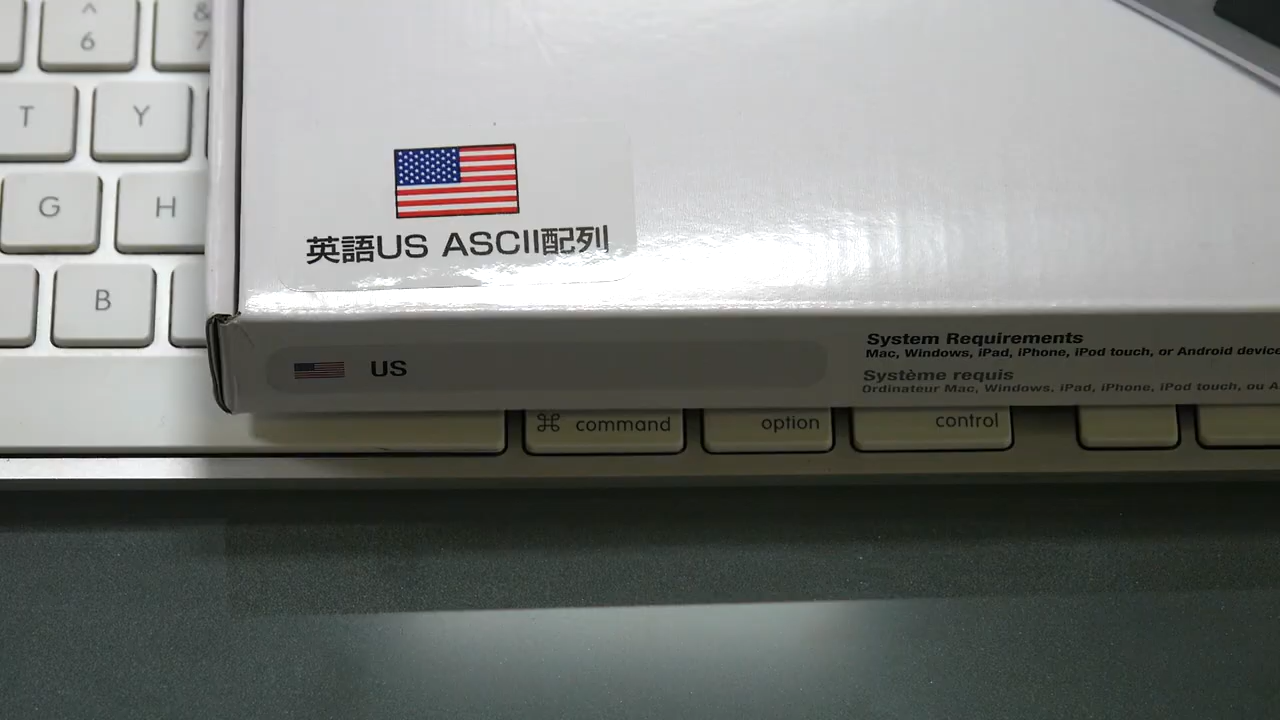 ^
6
&
7
T
Y
G
H
B
英語US ASCII配列
US
System Requirements
Mac, Windows, iPad, iPhone, iPod touch, or Android device
Système requis
Ordinateur Mac, Windows, iPad, iPhone, iPod touch, ou A
⌘ command
option
control